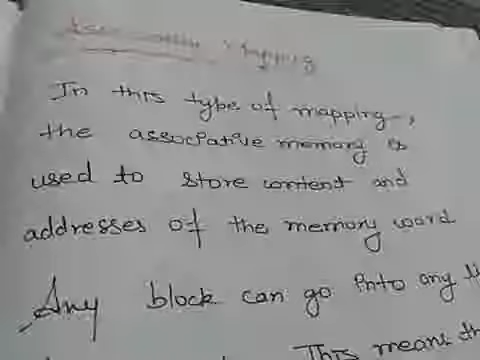 Associative Mapping
In this type of mapping,
the associative memory is
used to store content and
addresses of the memory word
Any block can go into any
This means